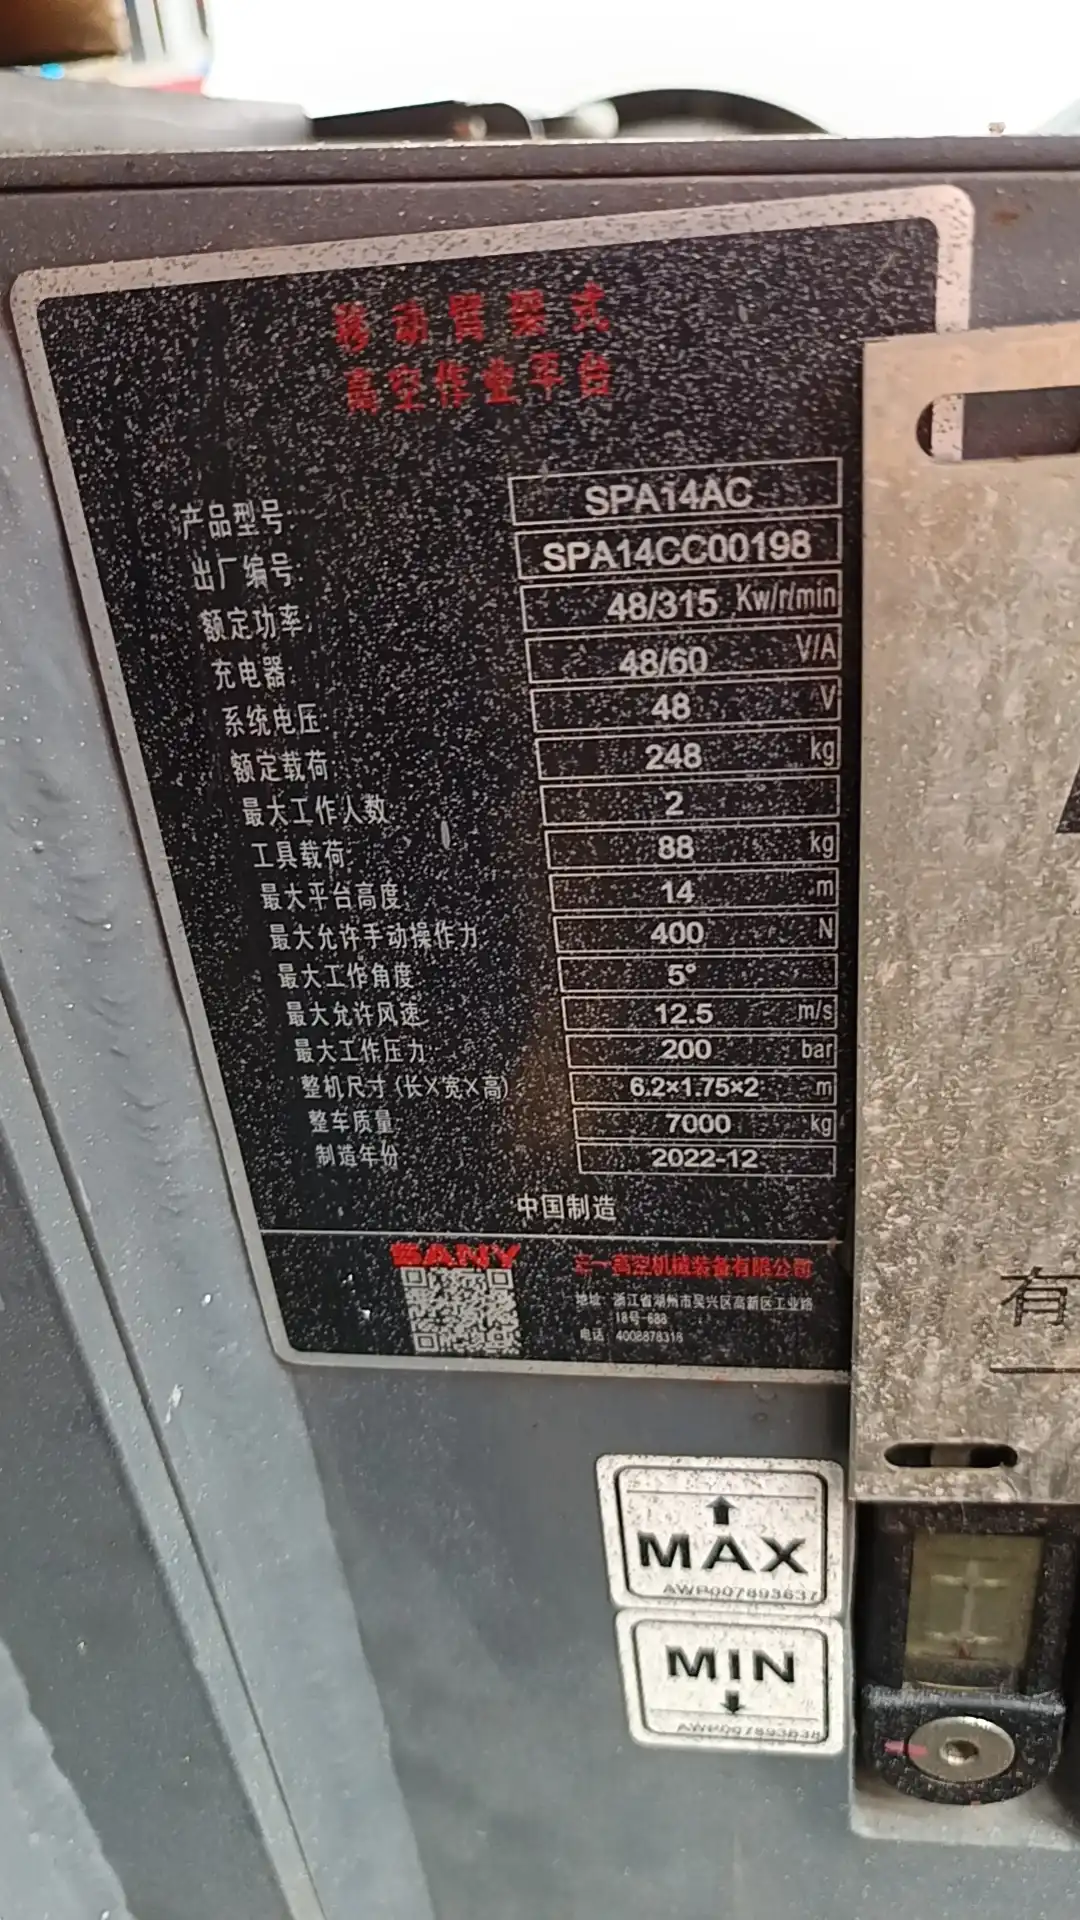 移动臂架式
高空作业平台
产品型号: SPA14AC
出厂编号: SPA14CC00198
额定功率: 48/315 Kw/r/min
充电器: 48/60 V/A
系统电压: 48 V
额定载荷: 248 kg
最大工作人数: 2
工具载荷: 88 kg
最大平台高度: 14 m
最大允许手动操作力: 400 N
最大工作角度: 5°
最大允许风速: 12.5 m/s
最大工作压力: 200 bar
整机尺寸(长×宽×高): 6.2×1.75×2 m
整车质量: 7000 kg
制造年份: 2022-12
中国制造
SANY
三一高空机械装备有限公司
地址: 浙江省湖州市吴兴区高新区工业路
18号-688
电话: 4008878318
有
一
MAX
AWP007893637
MIN
AWP007893638